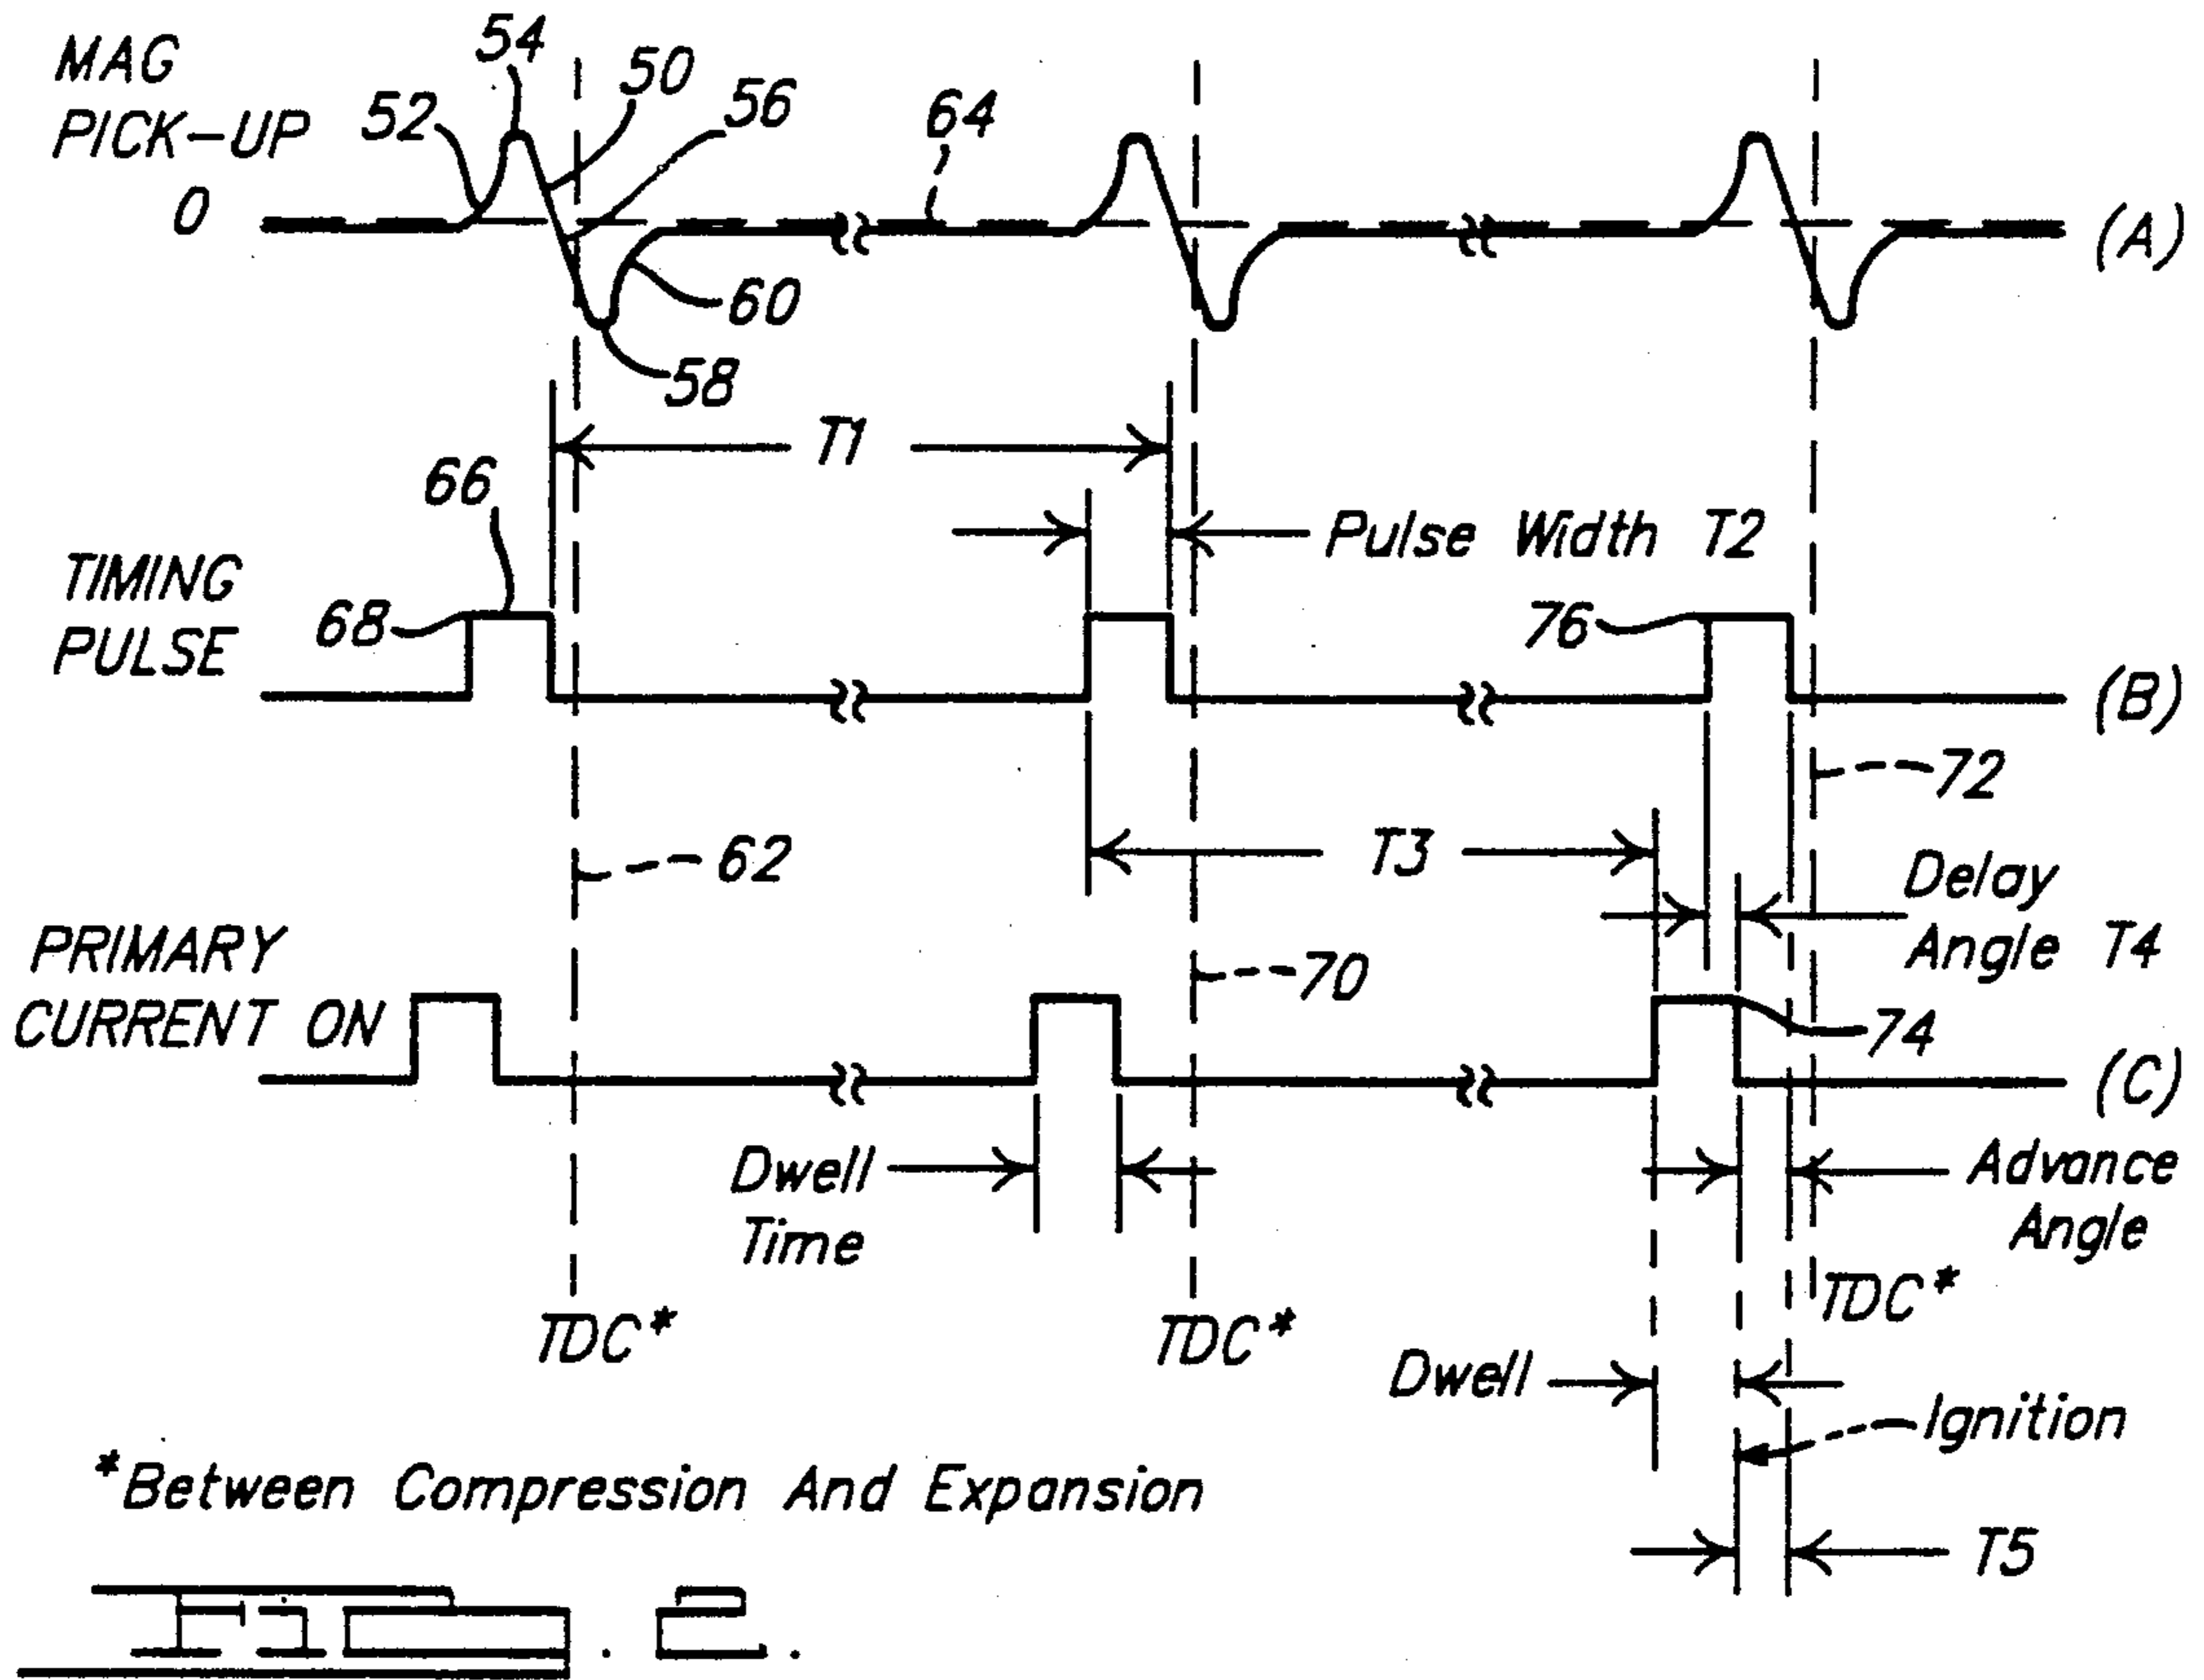 MAG
PICK-UP
0
52
54
50
56
64
60
58
(A)
T1
66
Pulse Width T2
TIMING
PULSE
68
76
(B)
72
62
T3
Delay
Angle T4
PRIMARY
CURRENT ON
70
74
(C)
Dwell
Time
Advance
Angle
TDC*
TDC*
TDC*
Dwell
Ignition
*Between Compression And Expansion
T5
FIG. 2.